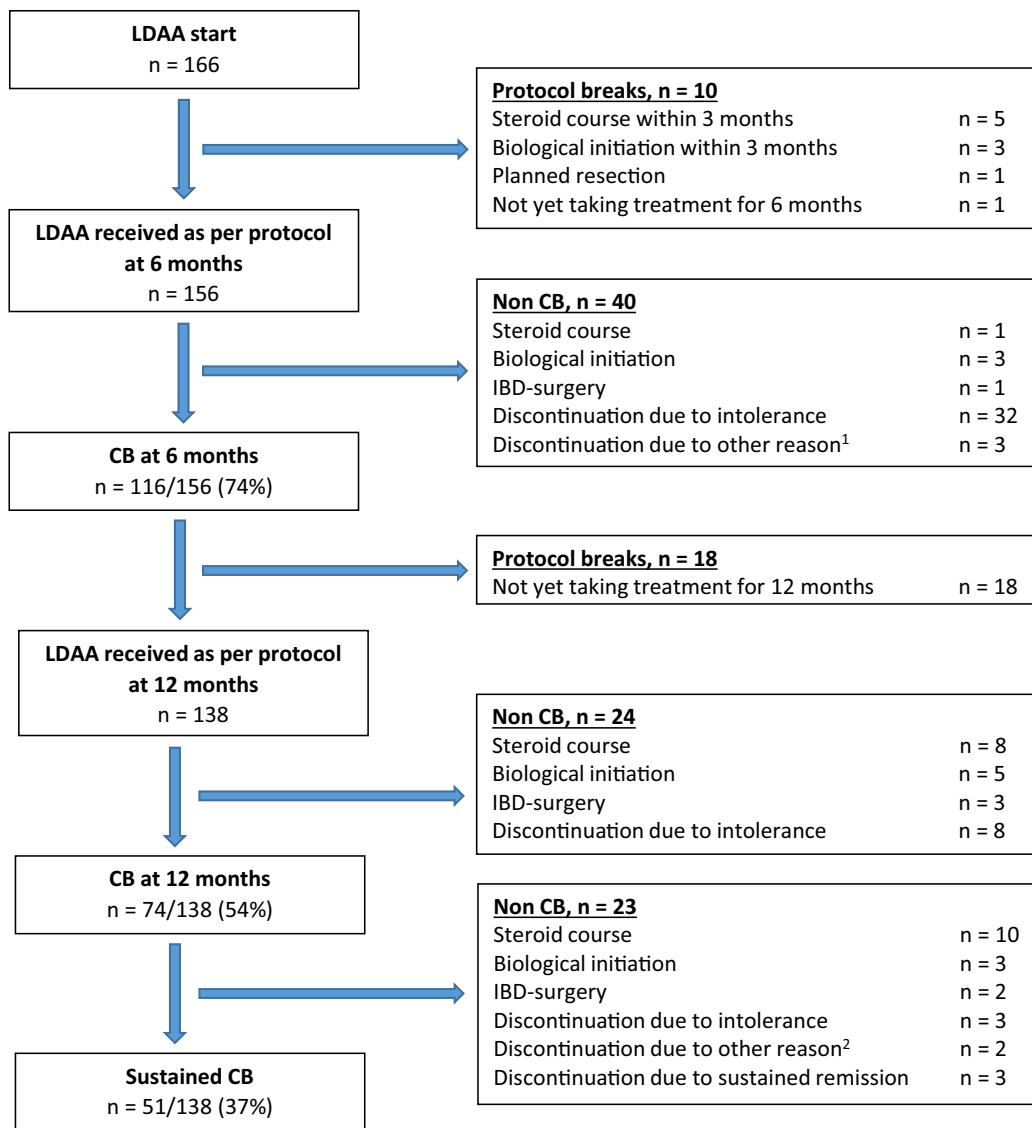 LDAA start
n = 166
Protocol breaks, n = 10
Steroid course within 3 months n = 5
Biological initiation within 3 months n = 3
Planned resection n = 1
Not yet taking treatment for 6 months n = 1
LDAA received as per protocol
at 6 months
n = 156
Non CB, n = 40
Steroid course n = 1
Biological initiation n = 3
IBD-surgery n = 1
Discontinuation due to intolerance n = 32
Discontinuation due to other reason¹ n = 3
CB at 6 months
n = 116/156 (74%)
Protocol breaks, n = 18
Not yet taking treatment for 12 months n = 18
LDAA received as per protocol
at 12 months
n = 138
Non CB, n = 24
Steroid course n = 8
Biological initiation n = 5
IBD-surgery n = 3
Discontinuation due to intolerance n = 8
CB at 12 months
n = 74/138 (54%)
Non CB, n = 23
Steroid course n = 10
Biological initiation n = 3
IBD-surgery n = 2
Discontinuation due to intolerance n = 3
Discontinuation due to other reason² n = 2
Discontinuation due to sustained remission n = 3
Sustained CB
n = 51/138 (37%)